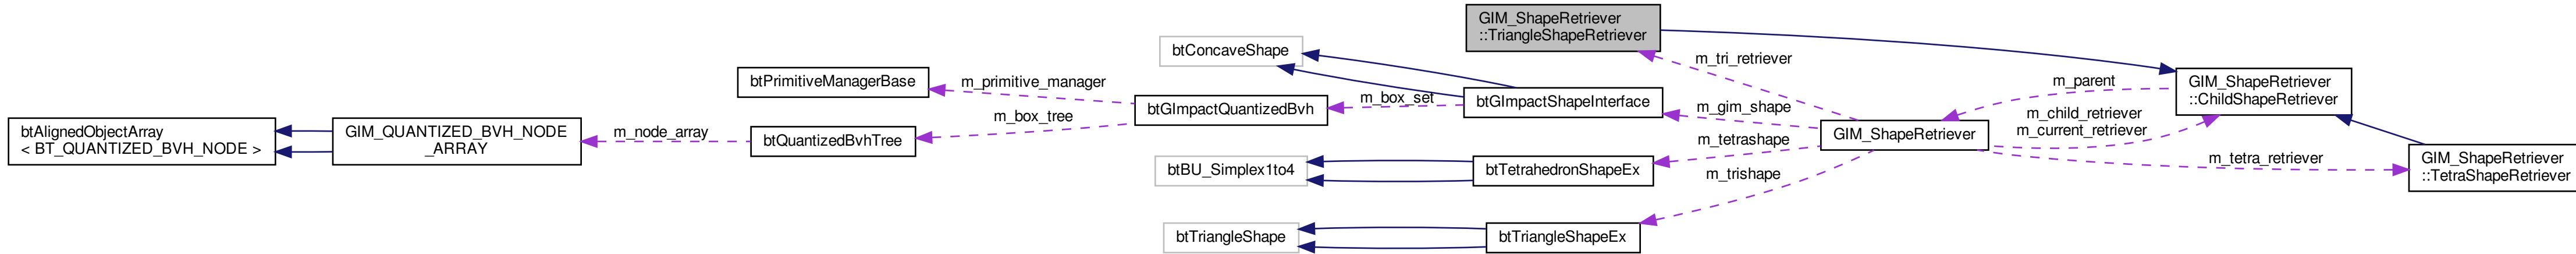 GIM_ShapeRetriever
::TriangleShapeRetriever
btConcaveShape
m_tri_retriever
btPrimitiveManagerBase
m_primitive_manager
btGImpactQuantizedBvh
m_box_set
btGImpactShapeInterface
m_gim_shape
m_parent
GIM_ShapeRetriever
::ChildShapeRetriever
m_child_retriever
m_current_retriever
m_box_tree
btAlignedObjectArray
< BT_QUANTIZED_BVH_NODE >
GIM_QUANTIZED_BVH_NODE
_ARRAY
m_node_array
btQuantizedBvhTree
GIM_ShapeRetriever
m_tetrashape
m_tetra_retriever
GIM_ShapeRetriever
::TetraShapeRetriever
btBU_Simplex1to4
btTetrahedronShapeEx
m_trishape
btTriangleShape
btTriangleShapeEx